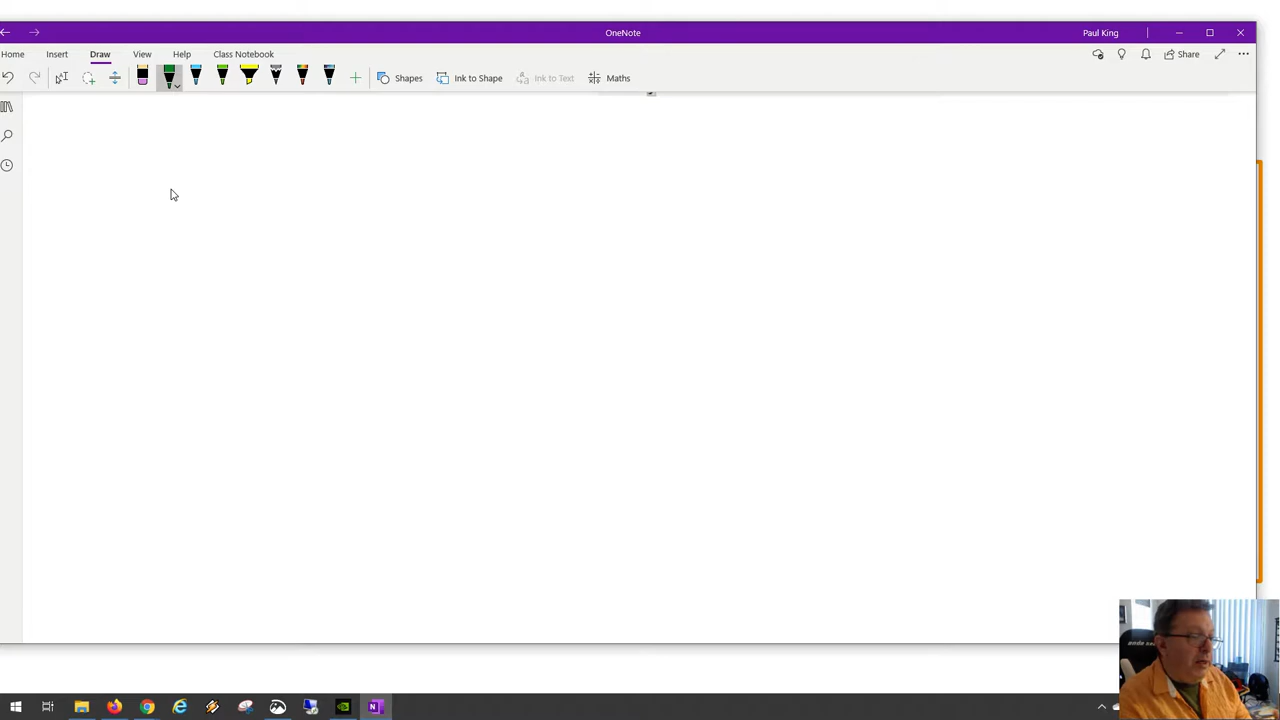 OneNote
Paul King
Home Insert Draw View Help Class Notebook
Share
Shapes Ink to Shape Ink to Text Maths